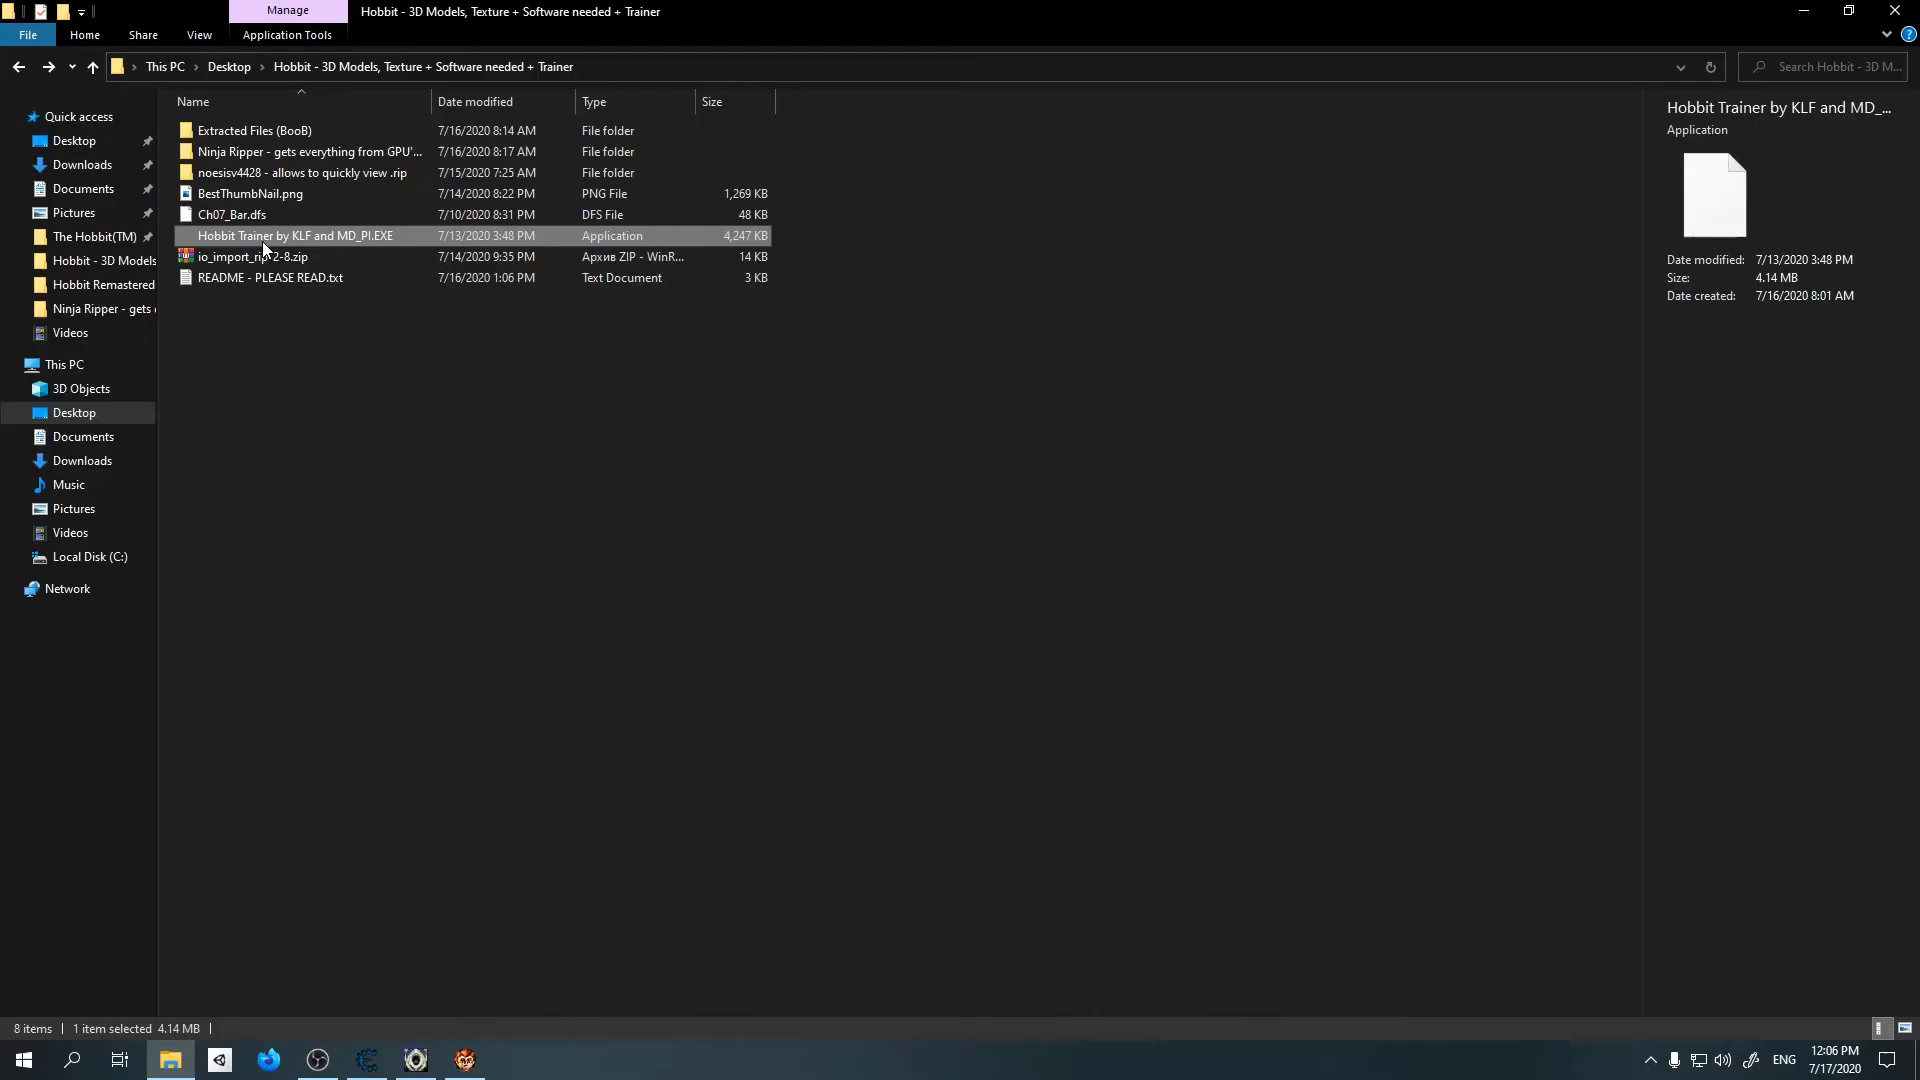 Manage
Hobbit - 3D Models, Texture + Software needed + Trainer
File
Home
Share
View
Application Tools
This PC
Desktop
Hobbit - 3D Models, Texture + Software needed + Trainer
Search Hobbit - 3D M...
Name
Date modified
Type
Size
Extracted Files (BooB) 7/16/2020 8:14 AM File folder
Ninja Ripper - gets everything from GPU'... 7/16/2020 8:17 AM File folder
noesisv4428 - allows to quickly view .rip 7/15/2020 7:25 AM File folder
BestThumbNail.png 7/14/2020 8:22 PM PNG File 1,269 KB
Ch07_Bar.dfs 7/10/2020 8:31 PM DFS File 48 KB
Hobbit Trainer by KLF and MD_PI.EXE 7/13/2020 3:48 PM Application 4,247 KB
io_import_rip-2-8.zip 7/14/2020 9:35 PM Архив ZIP - WinR... 14 KB
README - PLEASE READ.txt 7/16/2020 1:06 PM Text Document 3 KB
Quick access
Desktop
Downloads
Documents
Pictures
The Hobbit(TM)
Hobbit - 3D Models
Hobbit Remastered
Ninja Ripper - gets
Videos
This PC
3D Objects
Desktop
Documents
Downloads
Music
Pictures
Videos
Local Disk (C:)
Network
Hobbit Trainer by KLF and MD_...
Application
Date modified: 7/13/2020 3:48 PM
Size: 4.14 MB
Date created: 7/16/2020 8:01 AM
8 items
1 item selected 4.14 MB
ENG
12:06 PM
7/17/2020